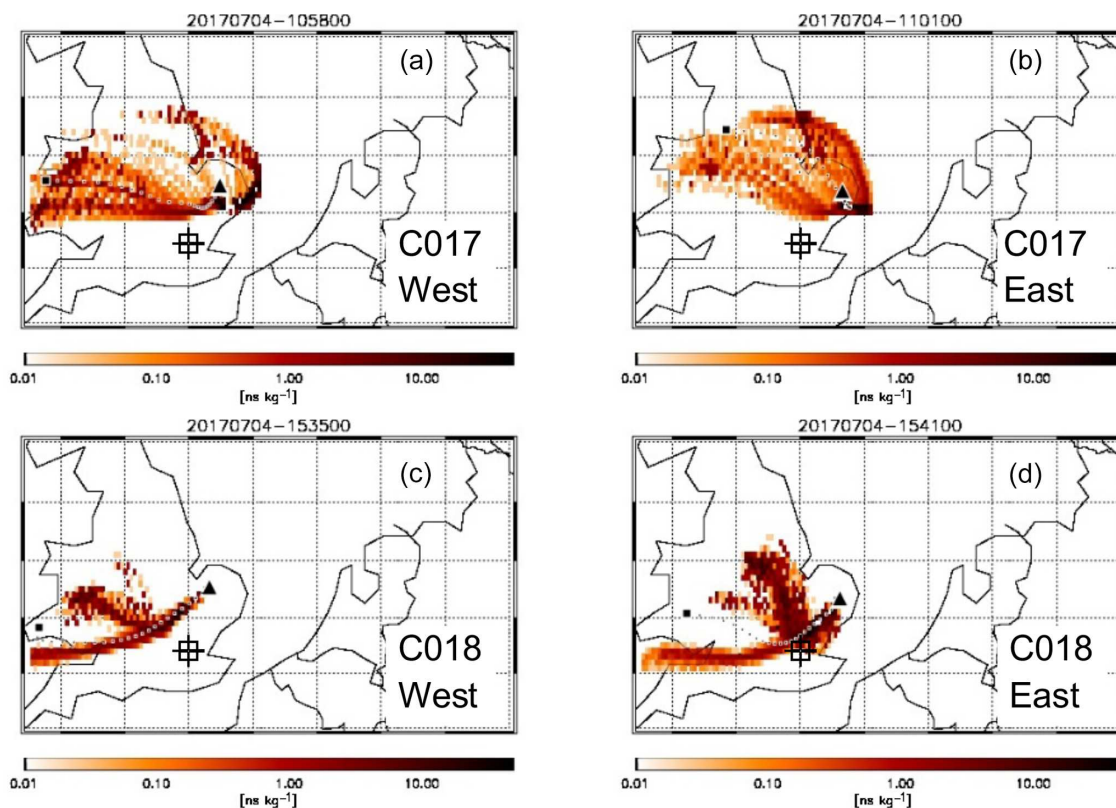 20170704-105800
(a)
C017
West
0.01 0.10 1.00 10.00
[ns kg⁻¹]
20170704-110100
(b)
C017
East
0.01 0.10 1.00 10.00
[ns kg⁻¹]
20170704-153500
(c)
C018
West
0.01 0.10 1.00 10.00
[ns kg⁻¹]
20170704-154100
(d)
C018
East
0.01 0.10 1.00 10.00
[ns kg⁻¹]